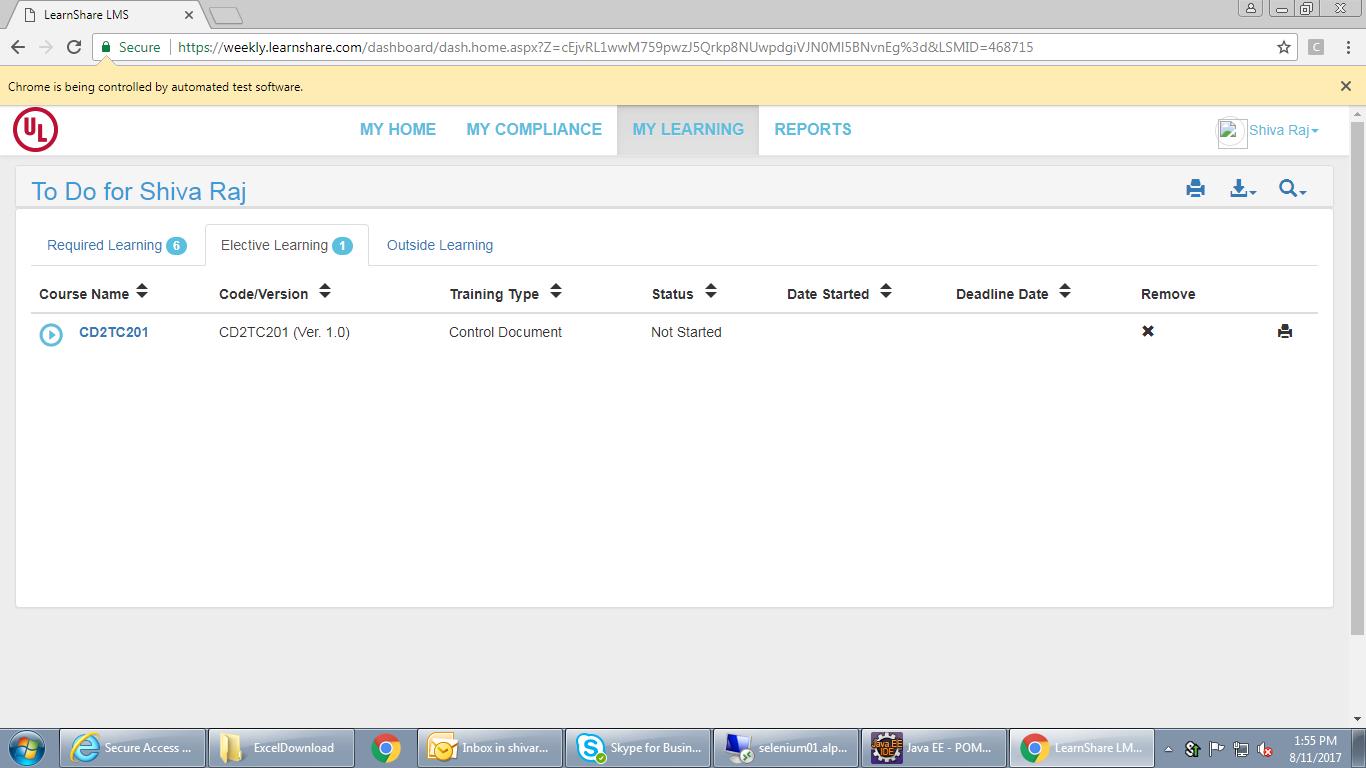 LearnShare LMS
Secure https://weekly.learnshare.com/dashboard/dash.home.aspx?Z=cEjvRL1wwM759pwzJ5Qrkp8NUwpdgiVJN0MI5BNvnEg%3d&LSMID=468715
C
Chrome is being controlled by automated test software.
UL MY HOME MY COMPLIANCE MY LEARNING REPORTS Shiva Raj
To Do for Shiva Raj
Required Learning 6 Elective Learning 1 Outside Learning
Course Name Code/Version Training Type Status Date Started Deadline Date Remove
CD2TC201 CD2TC201 (Ver. 1.0) Control Document Not Started
Secure Access ... ExcelDownload Inbox in shivar... Skype for Busin... selenium01.alp... Java EE IDE Java EE - POM... LearnShare LM... 1:55 PM
8/11/2017